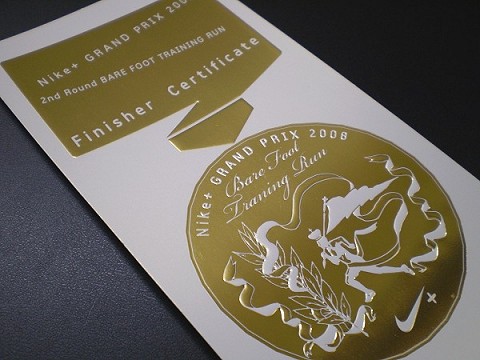 Nike+ GRAND PRIX 200
2nd Round BARE FOOT TRAINING RUN
Finisher Certificate
Nike+ GRAND PRIX 2008
Bare Foot
Traning Run
+